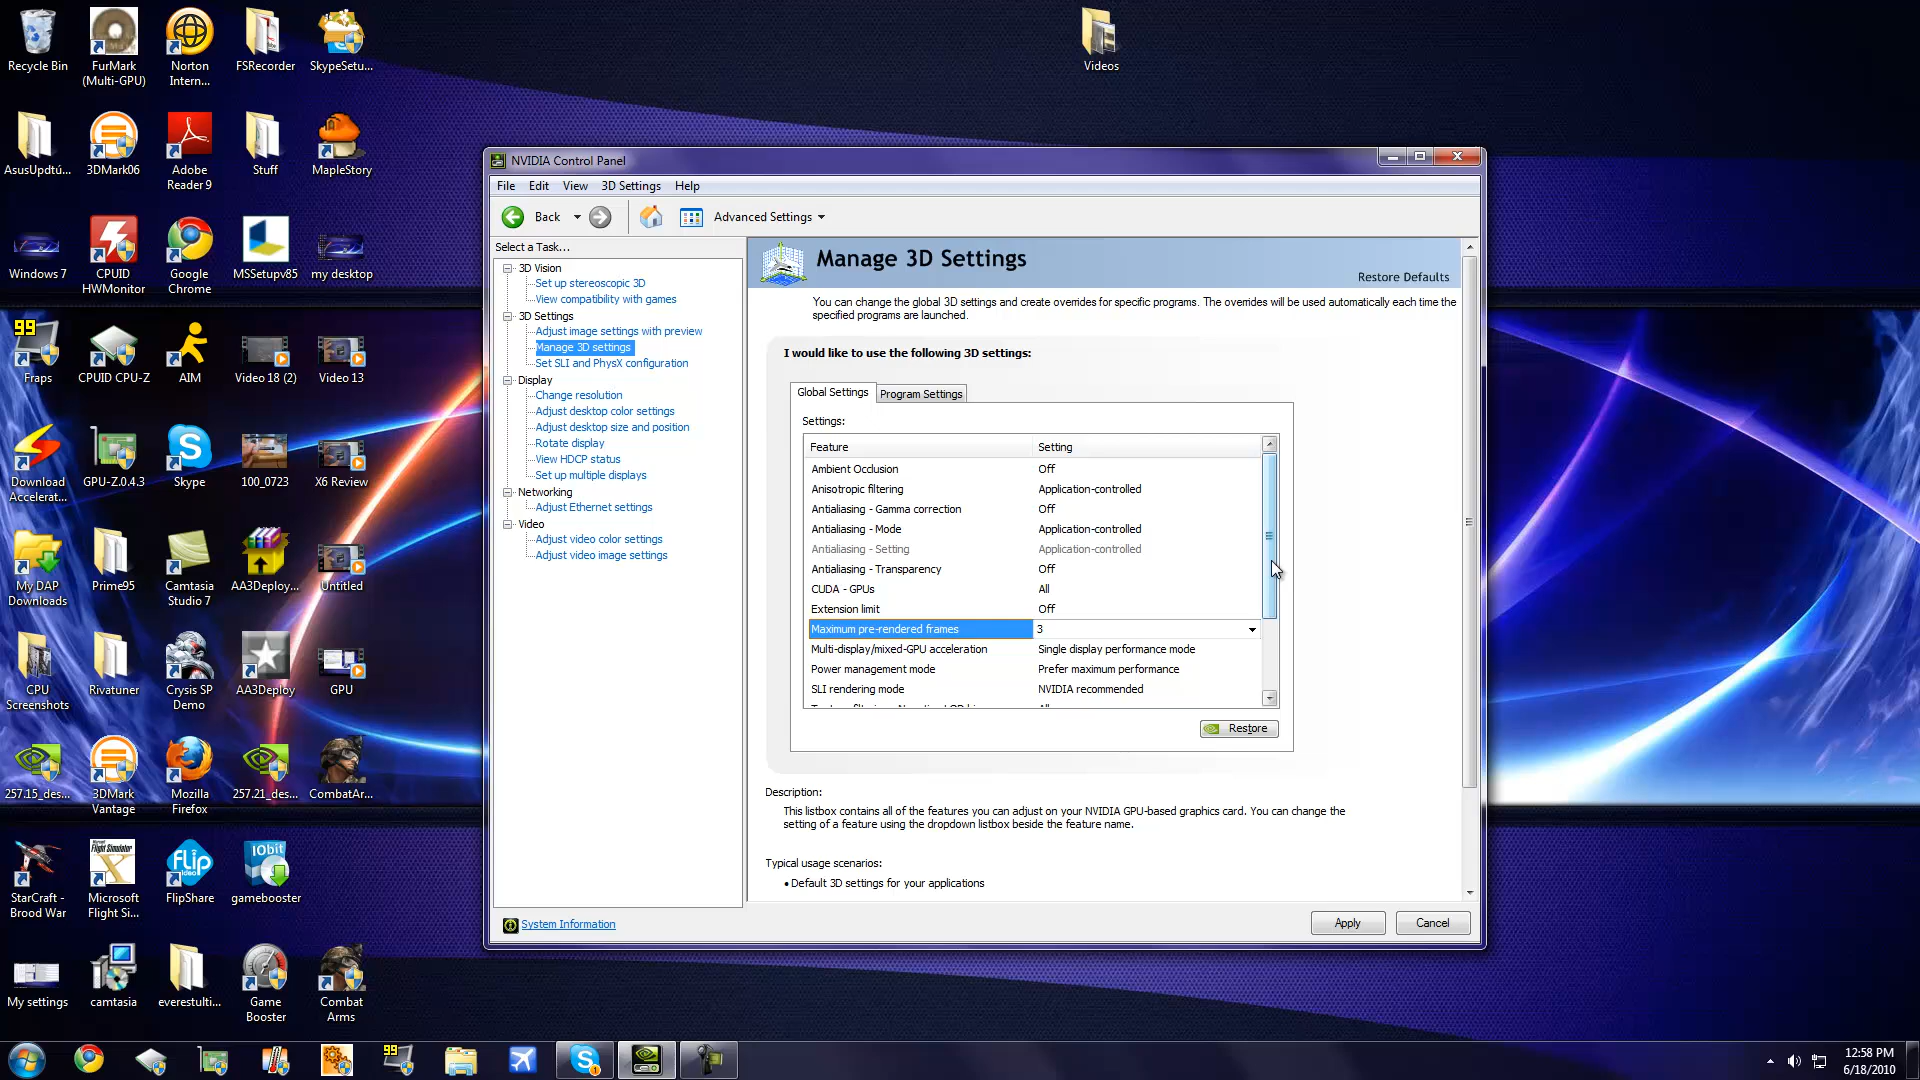 Recycle Bin
FurMark
(Multi-GPU)
Norton
Intern...
FSRecorder
SkypeSetu...
Videos
AsusUpdtú...
3DMark06
Adobe
Reader 9
Stuff
MapleStory
Windows 7
CPUID
HWMonitor
Google
Chrome
MSSetupv85
my desktop
99
Fraps
CPUID CPU-Z
AIM
Video 18 (2)
Video 13
Download
Accelerat...
GPU-Z.0.4.3
Skype
100_0723
X6 Review
My DAP
Downloads
Prime95
Camtasia
Studio 7
AA3Deploy...
Untitled
CPU
Screenshots
Rivatuner
Crysis SP
Demo
AA3Deploy
GPU
257.15_des...
3DMark
Vantage
Mozilla
Firefox
257.21_des...
CombatAr...
StarCraft -
Brood War
Microsoft
Flight Si...
flip
video
FlipShare
IObit
gamebooster
My settings
camtasia
everestulti...
Game
Booster
Combat
Arms
NVIDIA Control Panel
File Edit View 3D Settings Help
Back
Advanced Settings
Select a Task...
3D Vision
Set up stereoscopic 3D
View compatibility with games
3D Settings
Adjust image settings with preview
Manage 3D settings
Set SLI and PhysX configuration
Display
Change resolution
Adjust desktop color settings
Adjust desktop size and position
Rotate display
View HDCP status
Set up multiple displays
Networking
Adjust Ethernet settings
Video
Adjust video color settings
Adjust video image settings
System Information
Manage 3D Settings
Restore Defaults
You can change the global 3D settings and create overrides for specific programs. The overrides will be used automatically each time the
specified programs are launched.
I would like to use the following 3D settings:
Global Settings
Program Settings
Settings:
Feature Setting
Ambient Occlusion Off
Anisotropic filtering Application-controlled
Antialiasing - Gamma correction Off
Antialiasing - Mode Application-controlled
Antialiasing - Setting Application-controlled
Antialiasing - Transparency Off
CUDA - GPUs All
Extension limit Off
Maximum pre-rendered frames 3
Multi-display/mixed-GPU acceleration Single display performance mode
Power management mode Prefer maximum performance
SLI rendering mode NVIDIA recommended
Restore
Description:
This listbox contains all of the features you can adjust on your NVIDIA GPU-based graphics card. You can change the
setting of a feature using the dropdown listbox beside the feature name.
Typical usage scenarios:
• Default 3D settings for your applications
Apply
Cancel
99
12:58 PM
6/18/2010